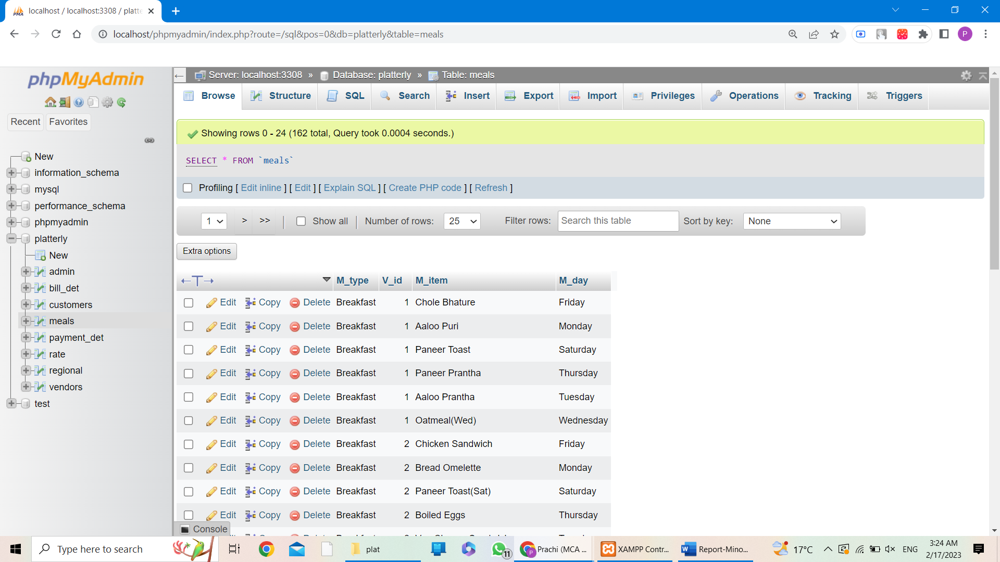 localhost / localhost:3308 / platte
localhost/phpmyadmin/index.php?route=/sql&pos=0&db=platterly&table=meals
P
phpMyAdmin
Recent Favorites
New
information_schema
mysql
performance_schema
phpmyadmin
platterly
New
admin
bill_det
customers
meals
payment_det
rate
regional
vendors
test
Server: localhost:3308 » Database: platterly » Table: meals
Browse Structure SQL Search Insert Export Import Privileges Operations Tracking Triggers
Showing rows 0 - 24 (162 total, Query took 0.0004 seconds.)
SELECT * FROM `meals`
Profiling [ Edit inline ] [ Edit ] [ Explain SQL ] [ Create PHP code ] [ Refresh ]
1 > >> | Show all | Number of rows: 25 Filter rows: Search this table Sort by key: None
Extra options
←T→ M_type V_id M_item M_day
Edit Copy Delete Breakfast 1 Chole Bhature Friday
Edit Copy Delete Breakfast 1 Aaloo Puri Monday
Edit Copy Delete Breakfast 1 Paneer Toast Saturday
Edit Copy Delete Breakfast 1 Paneer Prantha Thursday
Edit Copy Delete Breakfast 1 Aaloo Prantha Tuesday
Edit Copy Delete Breakfast 1 Oatmeal(Wed) Wednesday
Edit Copy Delete Breakfast 2 Chicken Sandwich Friday
Edit Copy Delete Breakfast 2 Bread Omelette Monday
Edit Copy Delete Breakfast 2 Paneer Toast(Sat) Saturday
Edit Copy Delete Breakfast 2 Boiled Eggs Thursday
Console
Type here to search
plat
11
P
Prachi (MCA ...
XAMPP Contr...
Report-Mino...
17°C
ENG
3:24 AM
2/17/2023